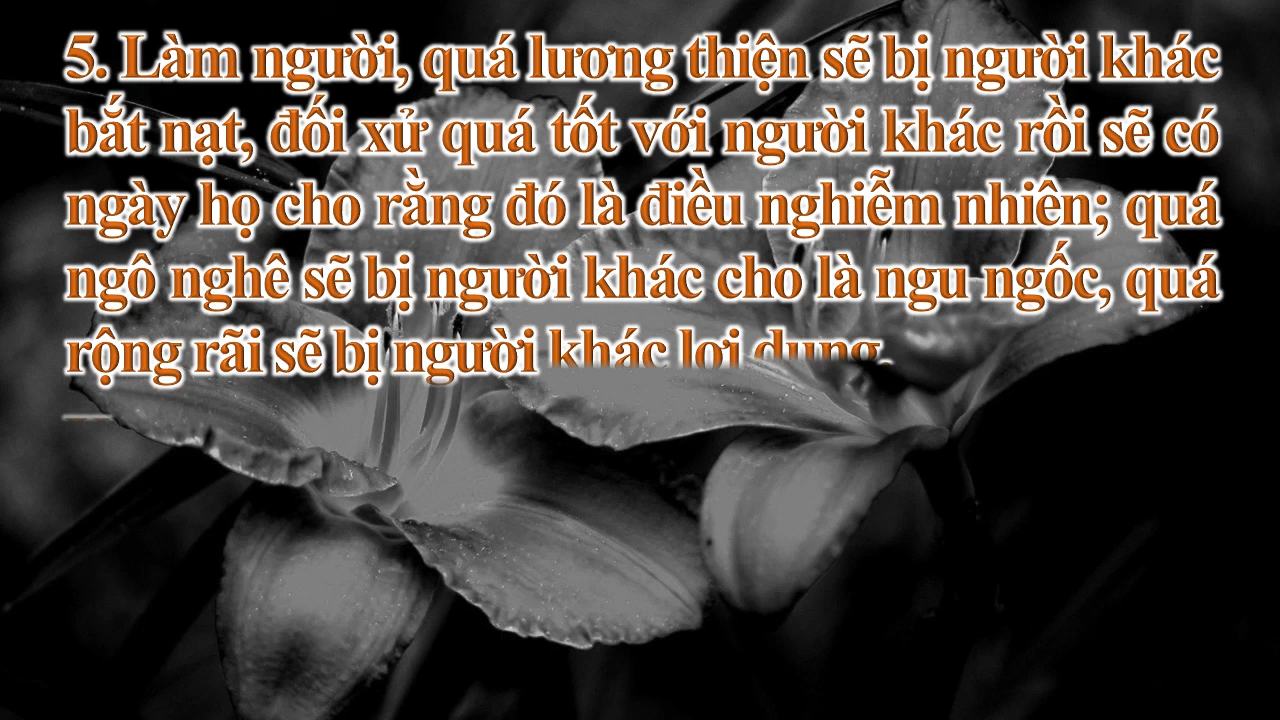 5. Làm người, quá lương thiện sẽ bị người khác
bắt nạt, đối xử quá tốt với người khác rồi sẽ có
ngày họ cho rằng đó là điều nghiễm nhiên; quá
ngô nghê sẽ bị người khác cho là ngu ngốc, quá
rộng rãi sẽ bị người khác lợi dụng.